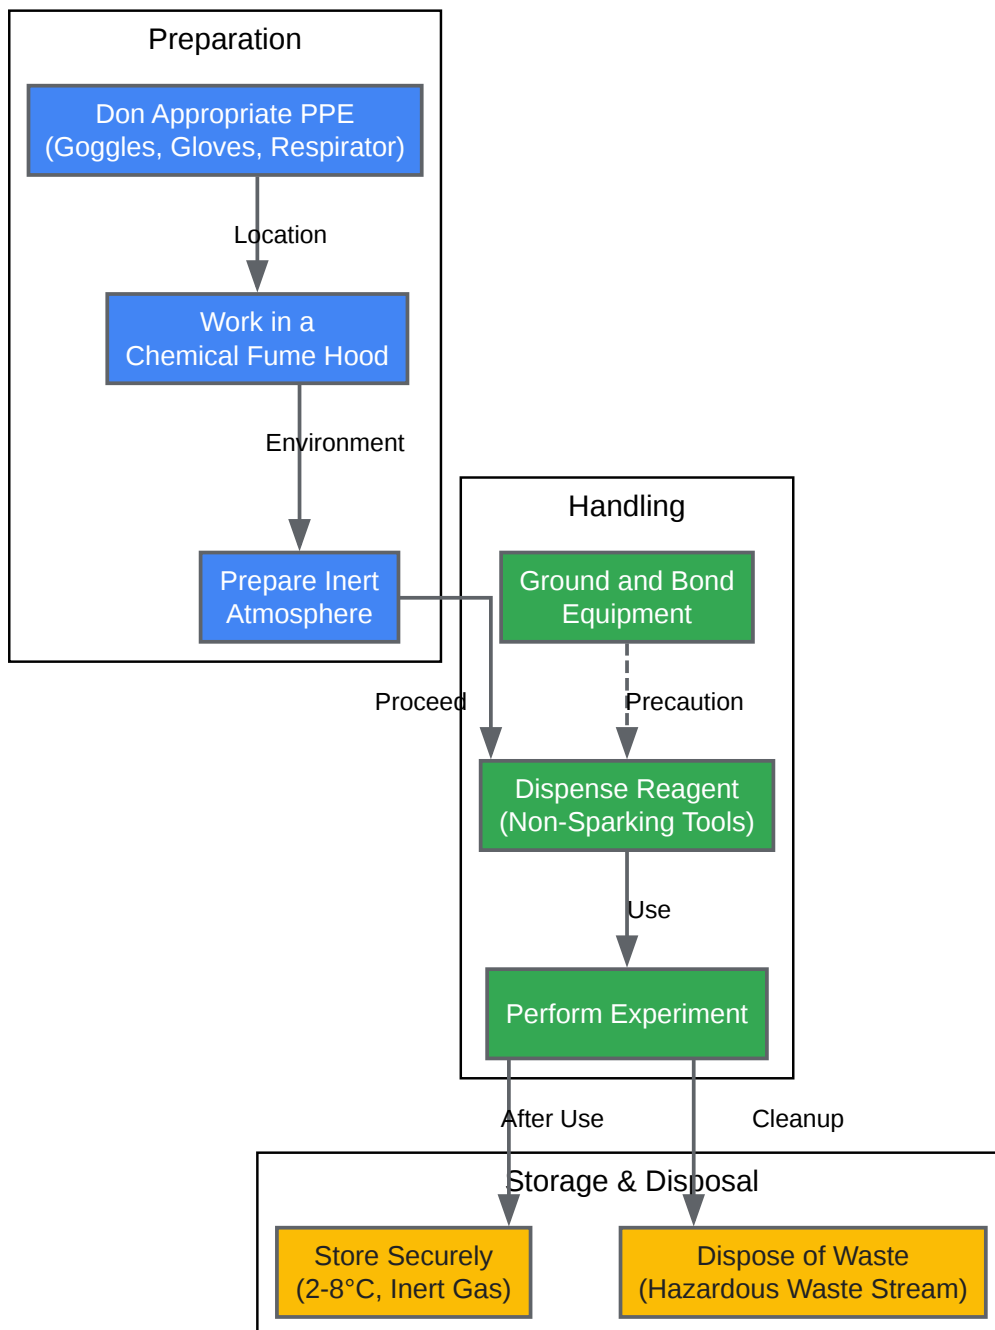 Preparation
Don Appropriate PPE
(Goggles, Gloves, Respirator)
Location
Work in a
Chemical Fume Hood
Environment
Prepare Inert
Atmosphere
Handling
Ground and Bond
Equipment
Proceed
Precaution
Dispense Reagent
(Non-Sparking Tools)
Use
Perform Experiment
After Use
Cleanup
Storage & Disposal
Store Securely
(2-8°C, Inert Gas)
Dispose of Waste
(Hazardous Waste Stream)